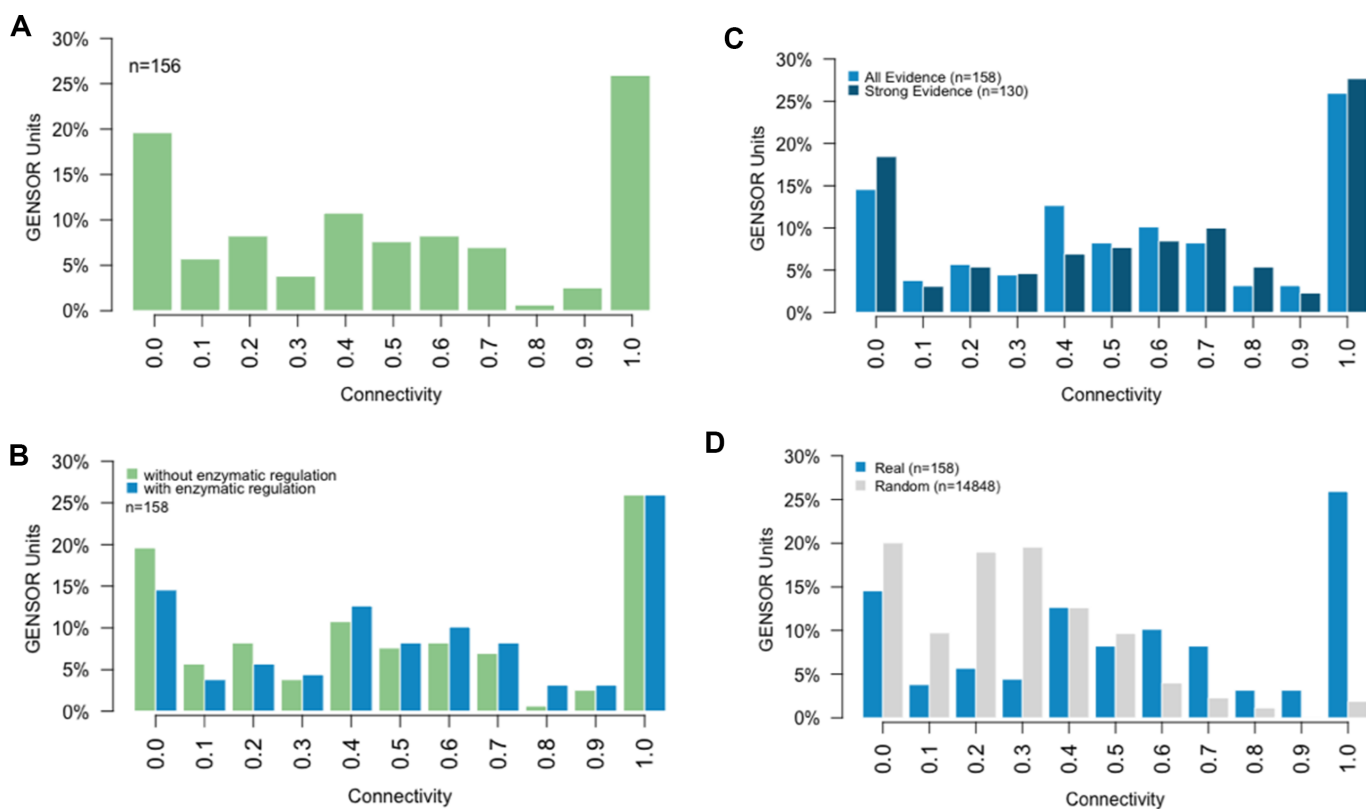 A
30%
25%
20%
15%
10%
5%
0%
GENSOR Units
n=156
0.0 0.1 0.2 0.3 0.4 0.5 0.6 0.7 0.8 0.9 1.0
Connectivity
B
30%
25%
20%
15%
10%
5%
0%
GENSOR Units
without enzymatic regulation
with enzymatic regulation
n=158
0.0 0.1 0.2 0.3 0.4 0.5 0.6 0.7 0.8 0.9 1.0
Connectivity
C
30%
25%
20%
15%
10%
5%
0%
GENSOR Units
All Evidence (n=158)
Strong Evidence (n=130)
0.0 0.1 0.2 0.3 0.4 0.5 0.6 0.7 0.8 0.9 1.0
Connectivity
D
30%
25%
20%
15%
10%
5%
0%
GENSOR Units
Real (n=158)
Random (n=14848)
0.0 0.1 0.2 0.3 0.4 0.5 0.6 0.7 0.8 0.9 1.0
Connectivity